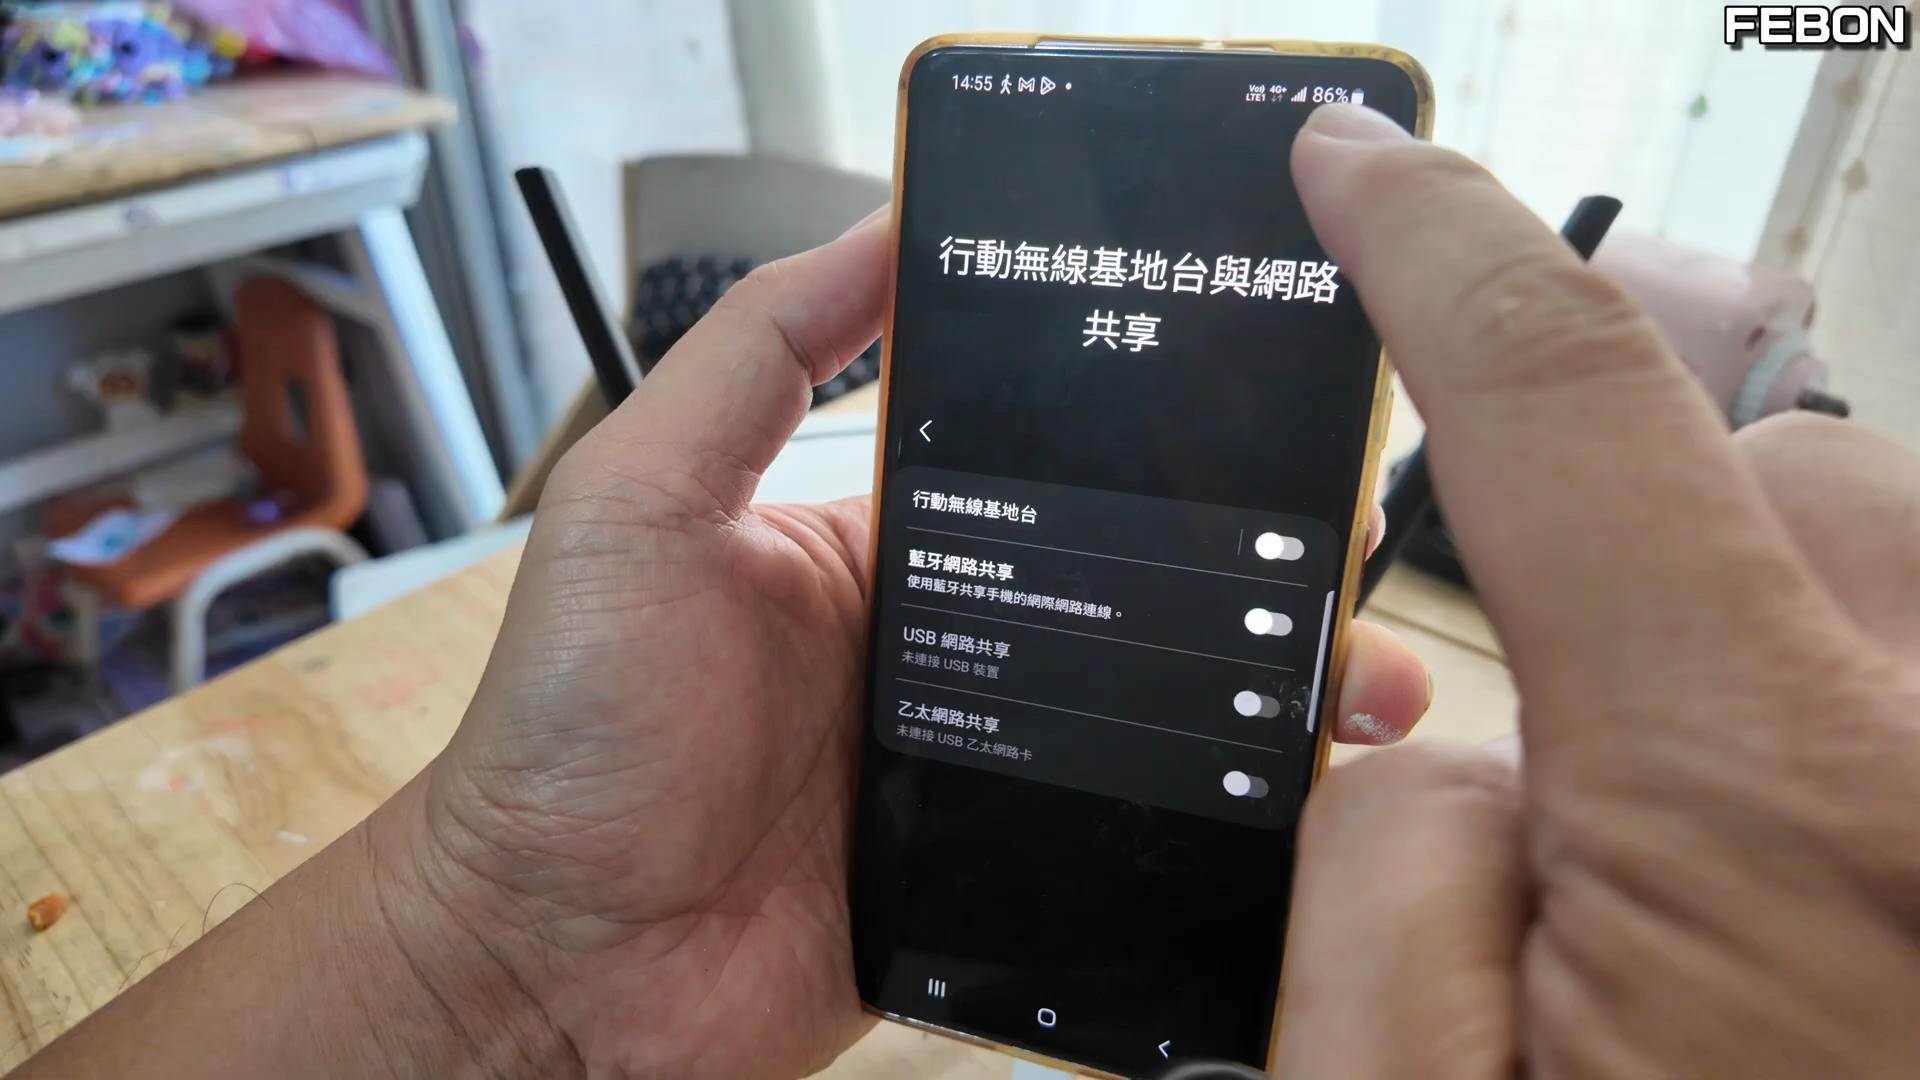 FEBON
14:55
Vo)) 4G+ 86%
LTE1
行動無線基地台與網路
共享
行動無線基地台
藍牙網路共享
使用藍牙共享手機的網際網路連線。
USB 網路共享
未連接 USB 裝置
乙太網路共享
未連接 USB 乙太網路卡